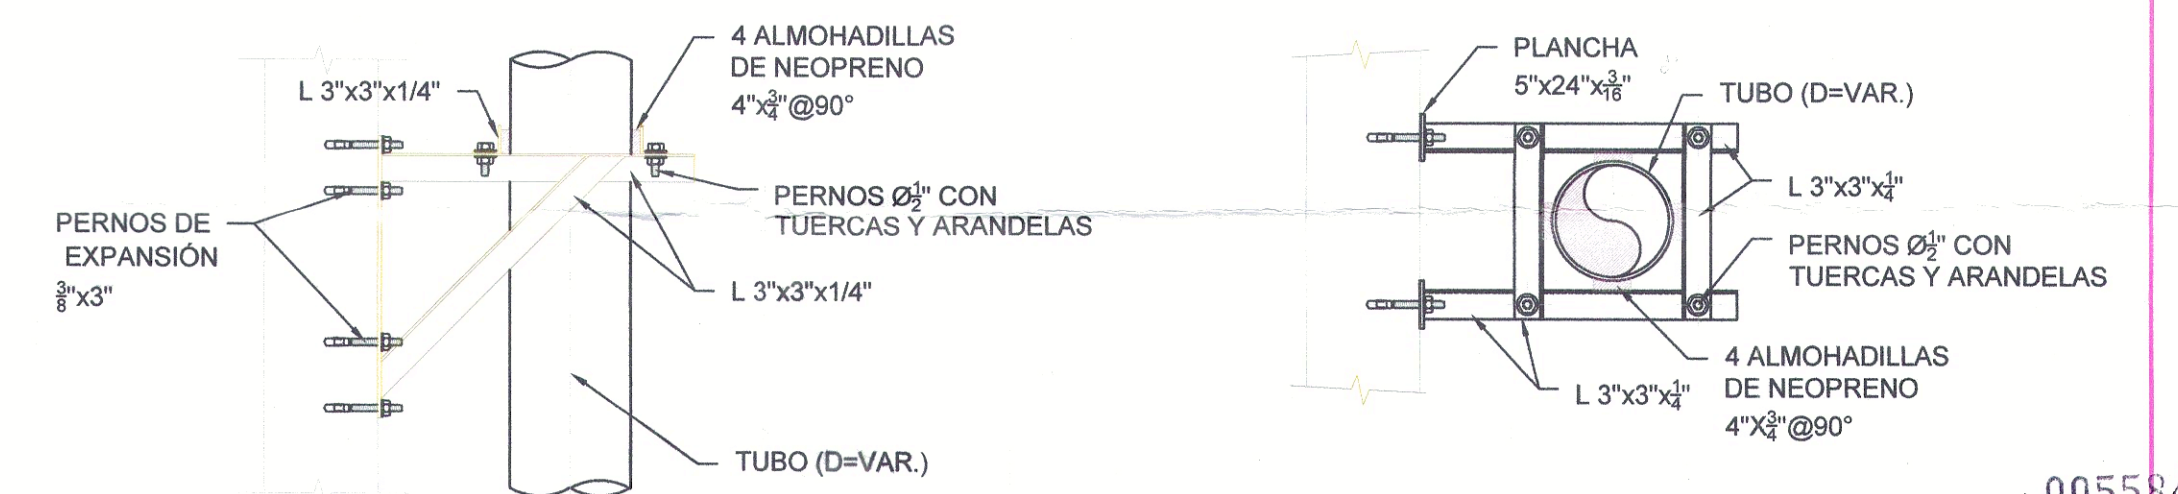 4 ALMOHADILLAS
DE NEOPRENO
4"x3/4"@90°
L 3"x3"x1/4"
PERNOS Ø1/2" CON
TUERCAS Y ARANDELAS
PERNOS DE
EXPANSIÓN
3/8"x3"
L 3"x3"x1/4"
TUBO (D=VAR.)
PLANCHA
5"x24"x3/16"
TUBO (D=VAR.)
L 3"x3"x1/4"
PERNOS Ø1/2" CON
TUERCAS Y ARANDELAS
4 ALMOHADILLAS
DE NEOPRENO
4"X3/4"@90°
L 3"x3"x1/4"